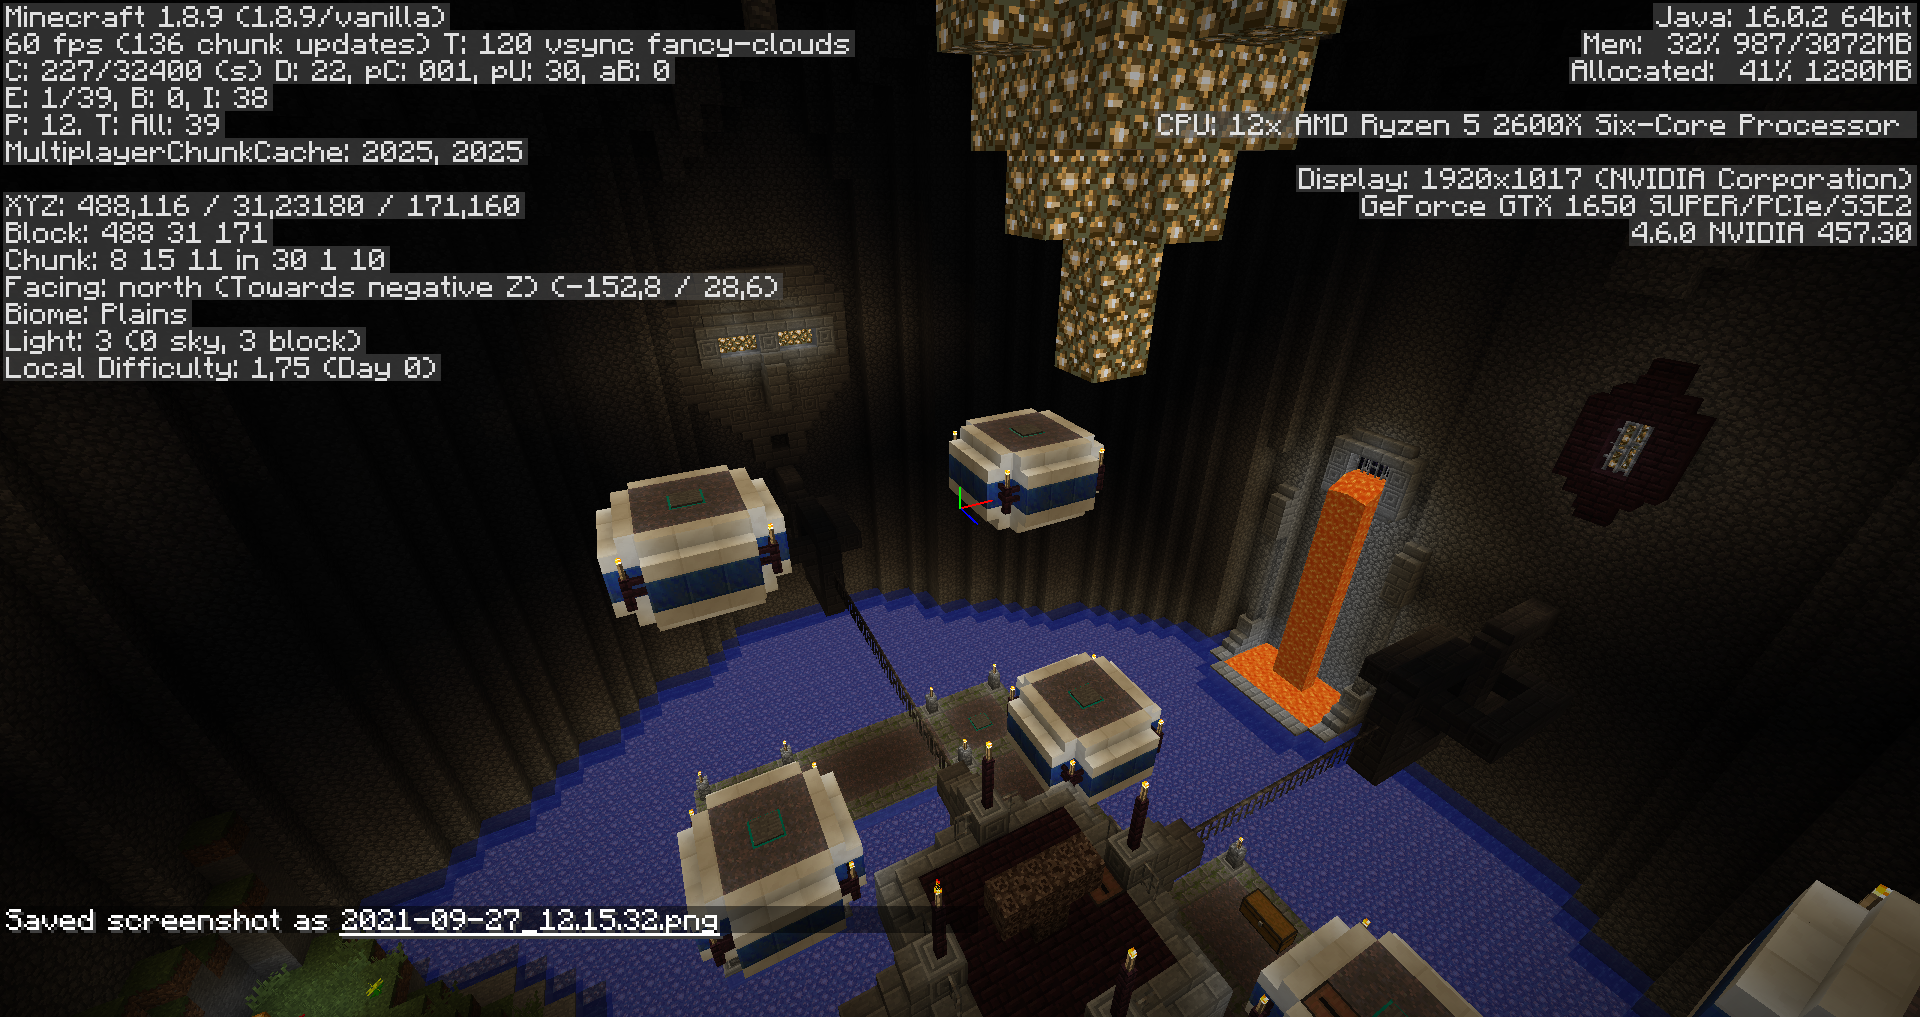 Minecraft 1.8.9 (1.8.9/vanilla)
60 fps (136 chunk updates) T: 120 vsync fancy-clouds
C: 227/32400 (s) D: 22, pC: 001, pU: 30, aB: 0
E: 1/39, B: 0, I: 38
P: 12. T: All: 39
MultiplayerChunkCache: 2025, 2025
XYZ: 488,116 / 31,23180 / 171,160
Block: 488 31 171
Chunk: 8 15 11 in 30 1 10
Facing: north (Towards negative Z) (-152,8 / 28,6)
Biome: Plains
Light: 3 (0 sky, 3 block)
Local Difficulty: 1,75 (Day 0)
Java: 16.0.2 64bit
Mem: 32% 987/3072MB
Allocated: 41% 1280MB
CPU: 12x AMD Ryzen 5 2600X Six-Core Processor
Display: 1920x1017 (NVIDIA Corporation)
GeForce GTX 1650 SUPER/PCIe/SSE2
4.6.0 NVIDIA 457.30
Saved screenshot as 2021-09-27_12.15.32.png